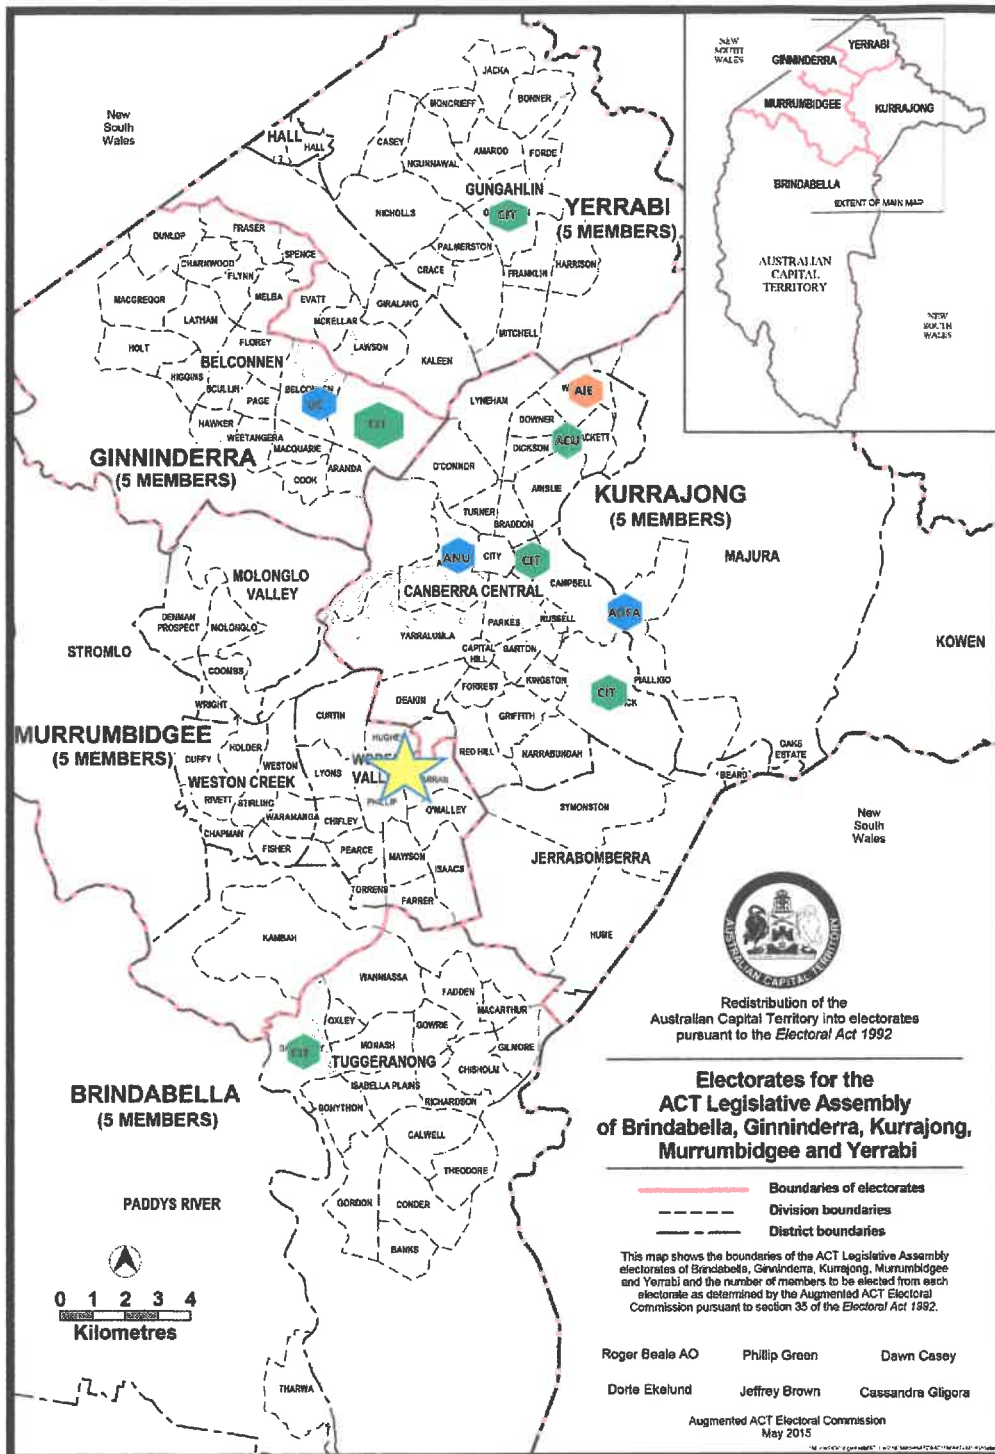 NEW
SOUTH
WALES
YERRABI
GINNINDERRA
MURRUMBIDGEE
KURRAJONG
BRINDABELLA
EXTENT OF MAIN MAP
AUSTRALIAN
CAPITAL
TERRITORY
NEW
SOUTH
WALES
New
South
Wales
HALL
HALL
JACKA
MONCRIEFF
BONNER
CASEY
AMAROO
FORDE
NGUNNAWAL
GUNGAHLIN
CIT
NICHOLLS
YERRABI
(5 MEMBERS)
PALMERSTON
CRACE
FRANKLIN
HARRISON
MITCHELL
DUNLOP
FRASER
CHARNWOOD
SPENCE
FLYNN
MACGREGOR
MELBA
EVATT
GIRALANG
LATHAM
MCKELLAR
LAWSON
HOLT
FLOREY
KALEEN
BELCONNEN
HIGGINS
SCULLIN
PAGE
UC
CIT
HAWKER
WEETANGERA
MACQUARIE
ARANDA
COOK
GINNINDERRA
(5 MEMBERS)
LYNEHAM
AIE
DOWNER
ACU
DICKSON
O'CONNOR
AINSLIE
TURNER
BRADDON
KURRAJONG
(5 MEMBERS)
ANU
CITY
CIT
CAMPBELL
MAJURA
CANBERRA CENTRAL
MOLONGLO
VALLEY
DENMAN
PROSPECT
MOLONGLO
PARKES
RUSSELL
ADFA
YARRALUMLA
KOWEN
STROMLO
COOMBS
CAPITAL
HILL
BARTON
FORREST
KINGSTON
CIT
PIALLIGO
WRIGHT
DEAKIN
CURTIN
GRIFFITH
MURRUMBIDGEE
(5 MEMBERS)
HOLDER
DUFFY
WESTON
WESTON CREEK
LYONS
RED HILL
NARRABUNDAH
OAKS
ESTATE
BEARD
RIVETT
STIRLING
PHILLIP
O'MALLEY
SYMONSTON
WARAMANGA
CHIFLEY
CHAPMAN
FISHER
PEARCE
MAWSON
ISAACS
JERRABOMBERRA
New
South
Wales
TORRENS
FARRER
KAMBAH
HUME
WANNIASSA
FADDEN
MACARTHUR
OXLEY
GOWRIE
MONASH
GILMORE
CIT
TUGGERANONG
CHISHOLM
ISABELLA PLAINS
BRINDABELLA
(5 MEMBERS)
BONYTHON
RICHARDSON
CALWELL
THEODORE
PADDYS RIVER
GORDON
CONDER
BANKS
THARWA
0 1 2 3 4
Kilometres
AUSTRALIAN CAPITAL TERRITORY
Redistribution of the
Australian Capital Territory into electorates
pursuant to the Electoral Act 1992
Electorates for the
ACT Legislative Assembly
of Brindabella, Ginninderra, Kurrajong,
Murrumbidgee and Yerrabi
Boundaries of electorates
Division boundaries
District boundaries
This map shows the boundaries of the ACT Legislative Assembly
electorates of Brindabella, Ginninderra, Kurrajong, Murrumbidgee
and Yerrabi and the number of members to be elected from each
electorate as determined by the Augmented ACT Electoral
Commission pursuant to section 35 of the Electoral Act 1992.
Roger Beale AO Phillip Green Dawn Casey
Dorte Ekelund Jeffrey Brown Cassandra Gligora
Augmented ACT Electoral Commission
May 2015